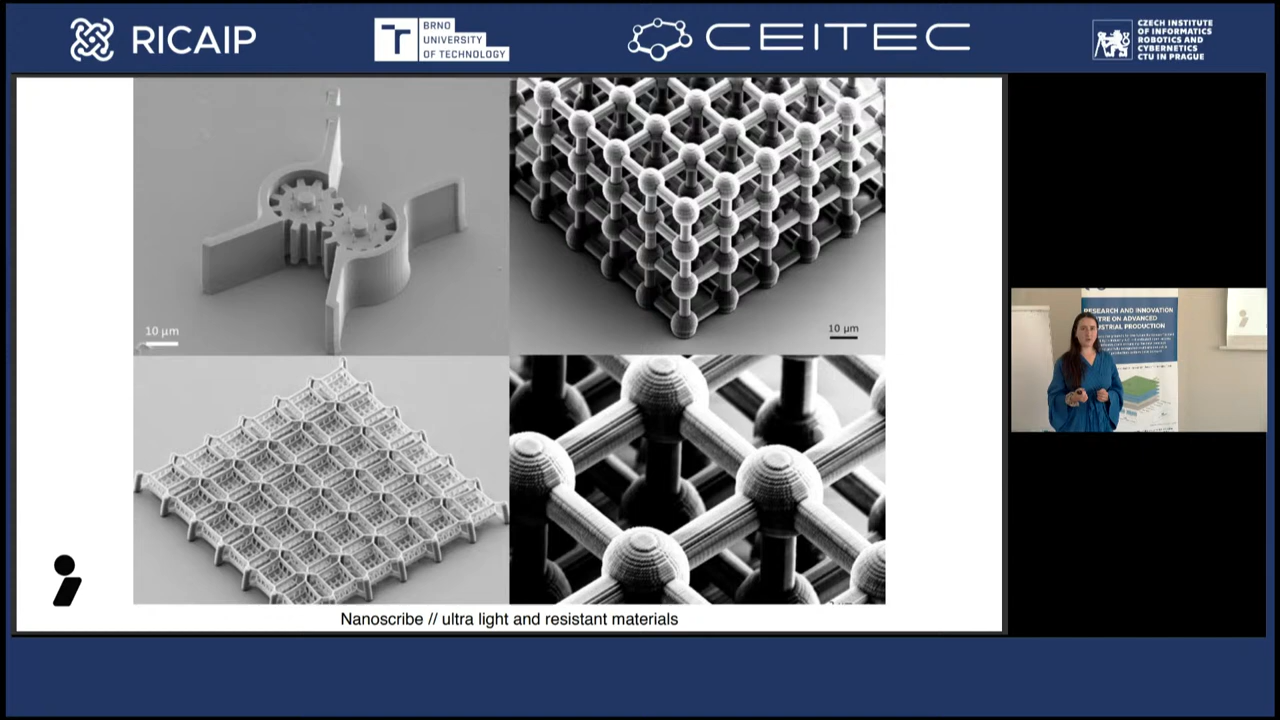 RICAIP
BRNO
UNIVERSITY
OF TECHNOLOGY
CEITEC
CZECH INSTITUTE
OF INFORMATICS
ROBOTICS AND
CYBERNETICS
CTU IN PRAGUE
10 µm
10 µm
Nanoscribe // ultra light and resistant materials
RESEARCH AND INNOVATION
CENTRE ON ADVANCED
INDUSTRIAL PRODUCTION